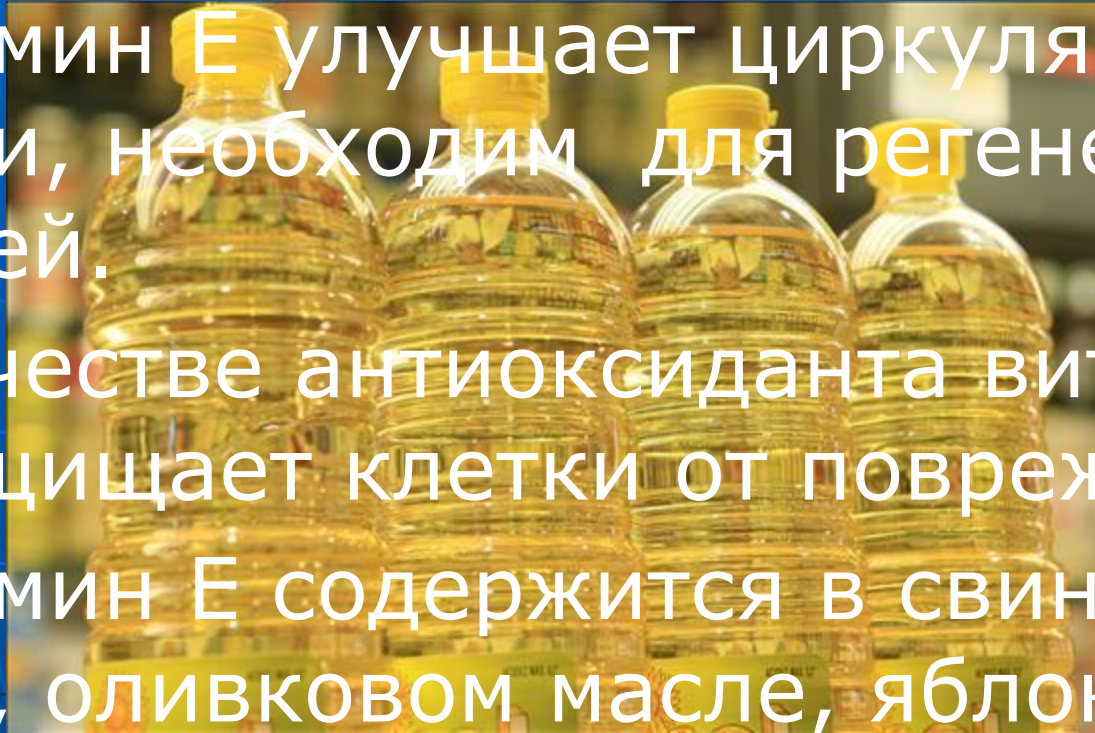 мин Е улучшает циркуля
и, необходим для регене
ей.
честве антиоксиданта вит
щищает клетки от повреж
мин Е содержится в свин
, оливковом масле, яблок